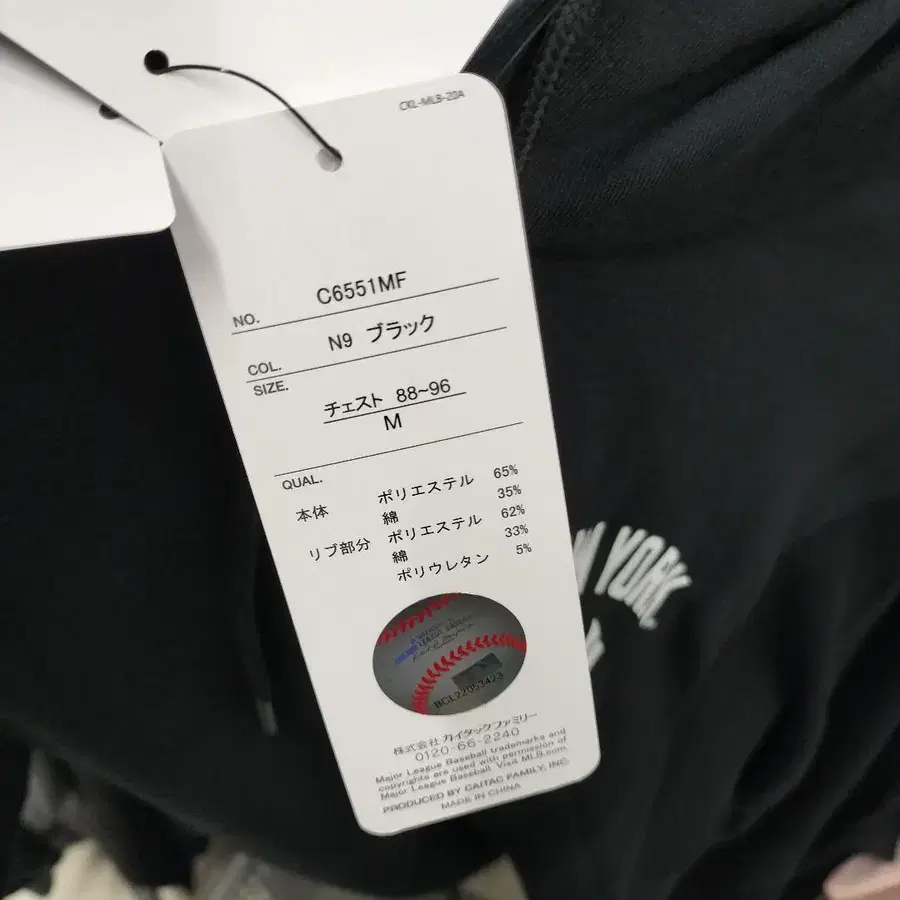 CKL-MLB-20A
NO. C6551MF
COL. N9 ブラック
SIZE.
チェスト 88~96
M
QUAL.
本体 ポリエステル 65%
綿 35%
リブ部分 ポリエステル 62%
綿 33%
ポリウレタン 5%
MAJOR LEAGUE BASEBALL
BCL22053423
株式会社 カイタックファミリー
0120-66-2240
Major League Baseball trademarks and
copyrights are used with permission of
Major League Baseball. Visit MLB.com.
PRODUCED BY CAITAC FAMILY, INC.
MADE IN CHINA
YORK